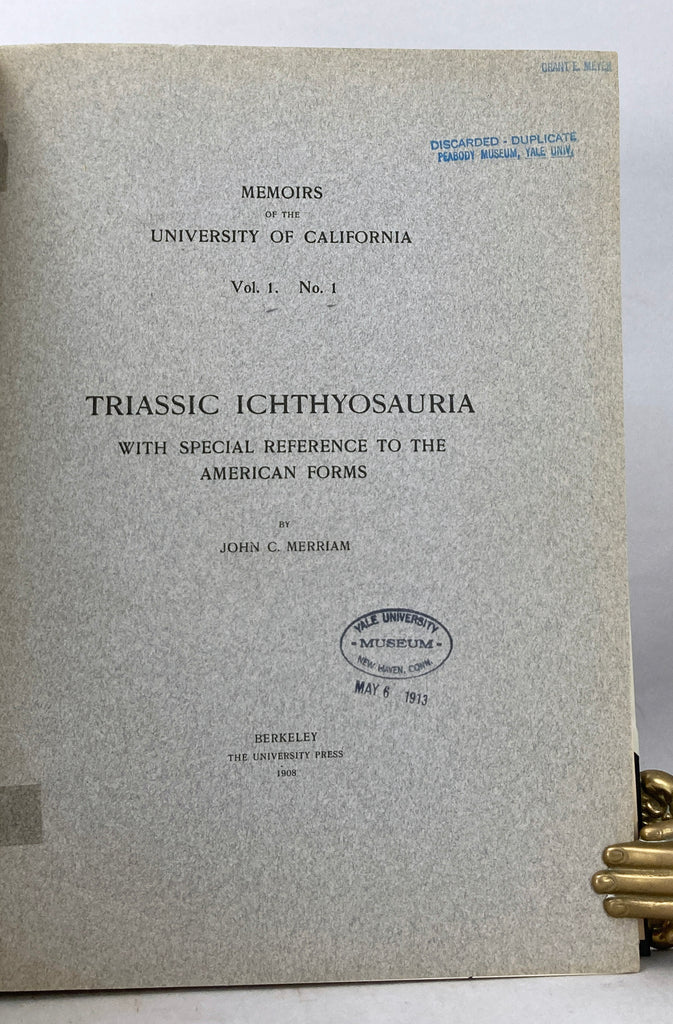 GRANT E. MEYER
DISCARDED - DUPLICATE
PEABODY MUSEUM, YALE UNIV.
MEMOIRS
OF THE
UNIVERSITY OF CALIFORNIA
Vol. 1. No. 1
TRIASSIC ICHTHYOSAURIA
WITH SPECIAL REFERENCE TO THE
AMERICAN FORMS
BY
JOHN C. MERRIAM
YALE UNIVERSITY
- MUSEUM -
NEW HAVEN, CONN.
MAY 6 1913
BERKELEY
THE UNIVERSITY PRESS
1908